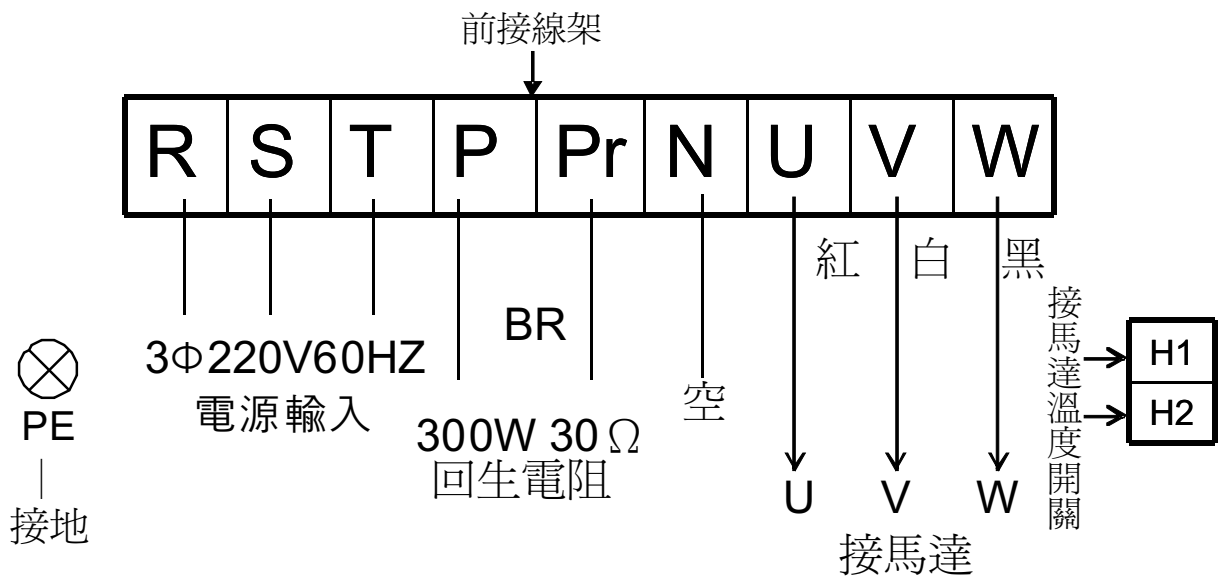 前接線架
R S T P Pr N U V W
紅 白 黑
BR
3Φ220V60HZ
電源輸入
300W 30Ω
回生電阻
空
U V W
接馬達
接馬達溫度開關
H1
H2
PE
接地